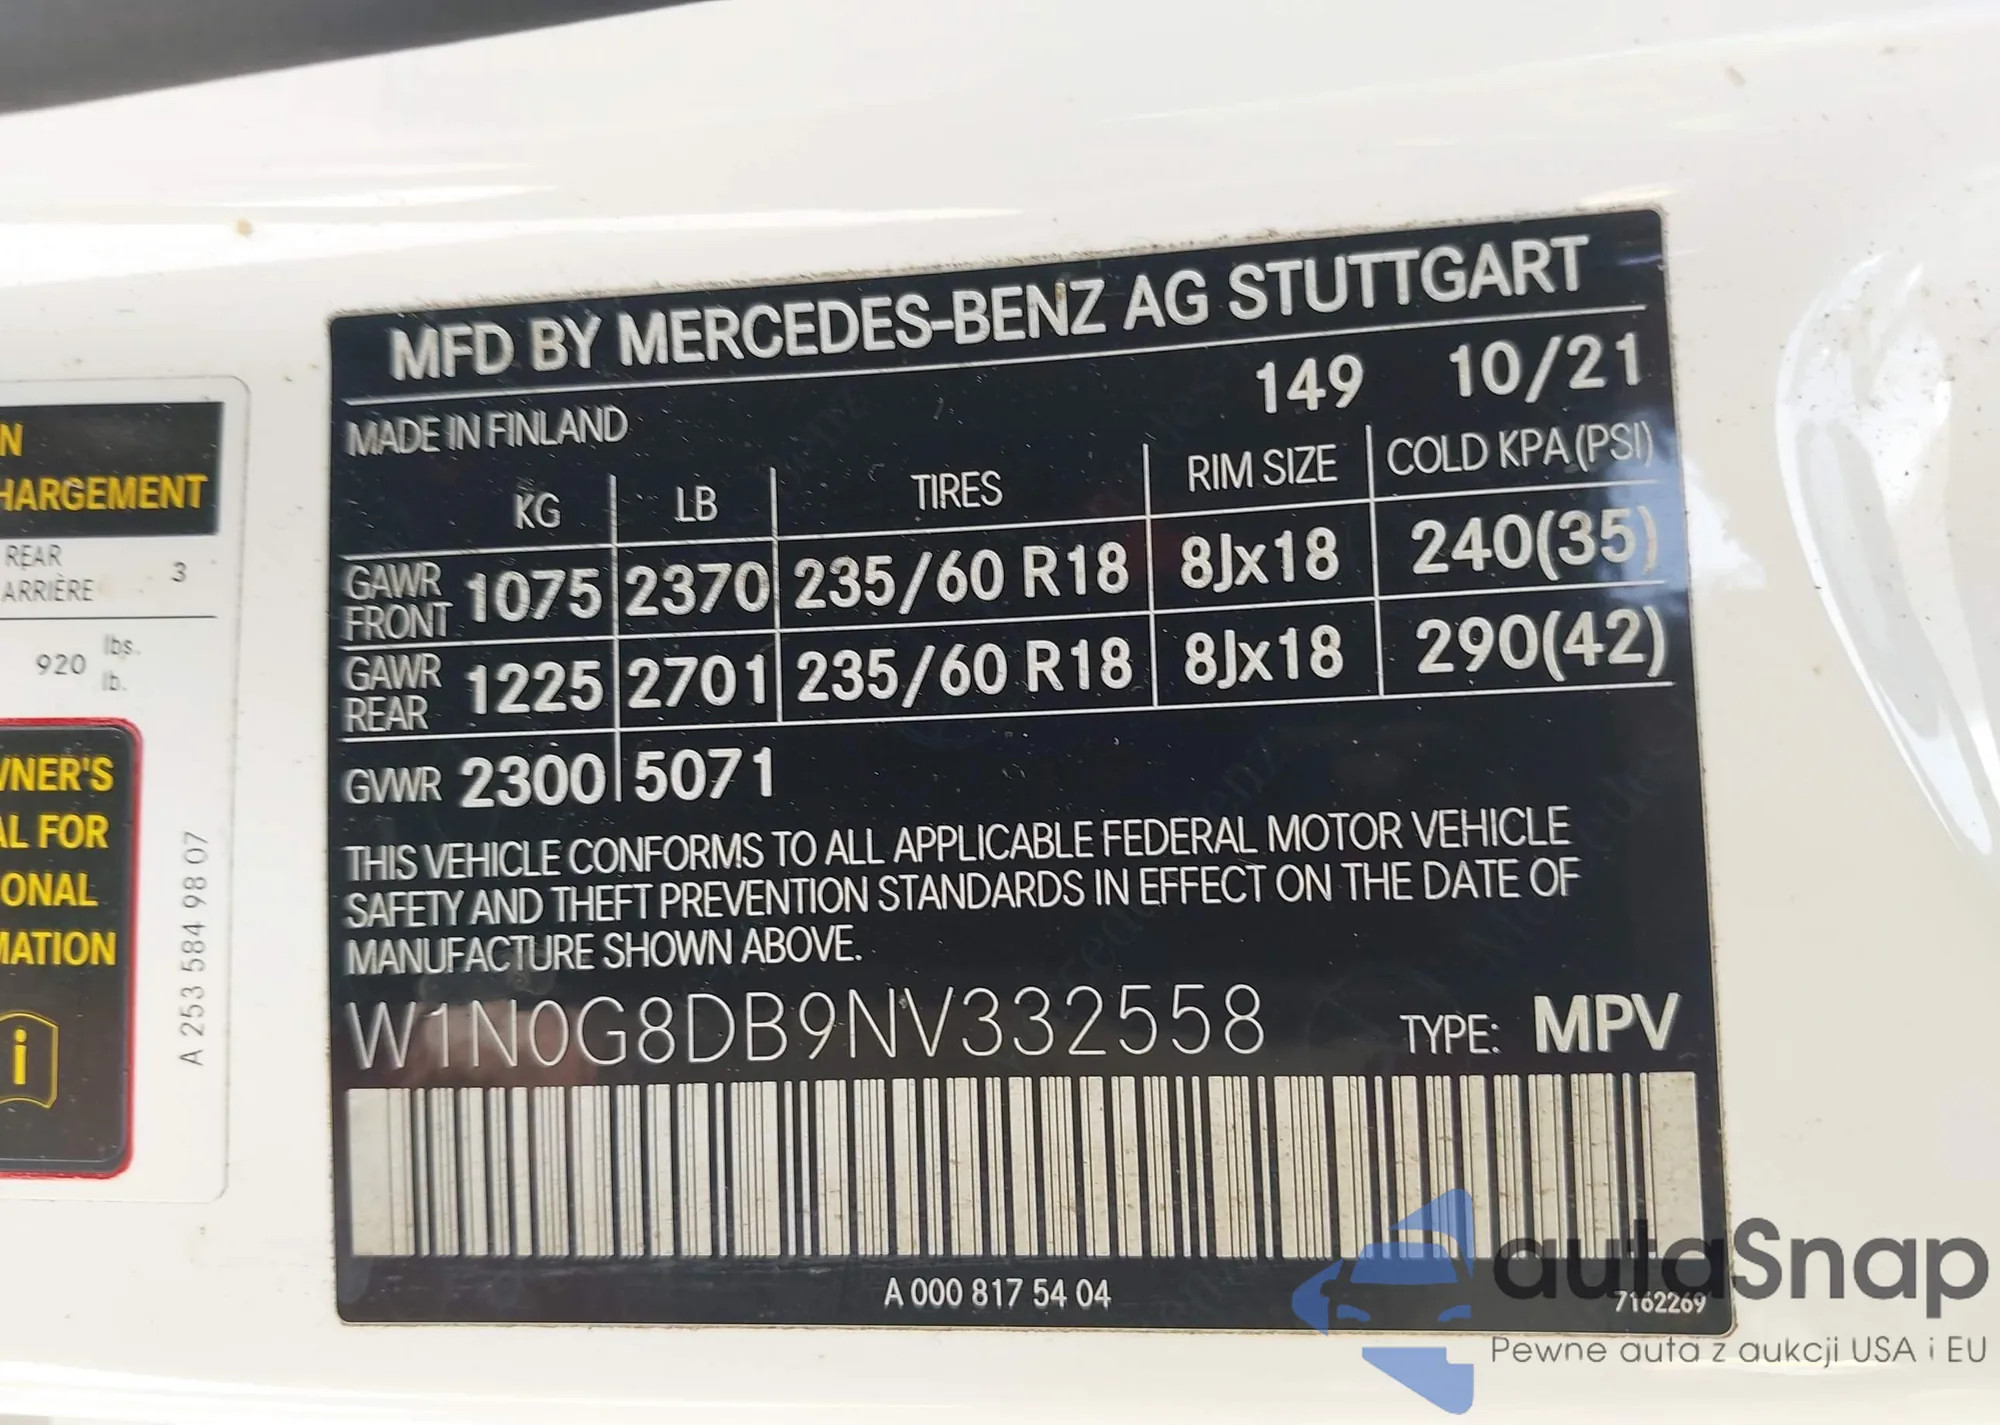 N
HARGEMENT
REAR
ARRIÈRE
3
920 lbs.
lb.
WNER'S
AL FOR
IONAL
MATION
i
A 253 584 98 07
MFD BY MERCEDES-BENZ AG STUTTGART
MADE IN FINLAND 149 10/21
KG LB TIRES RIM SIZE COLD KPA (PSI)
GAWR FRONT 1075 2370 235/60 R18 8Jx18 240(35)
GAWR REAR 1225 2701 235/60 R18 8Jx18 290(42)
GVWR 2300 5071
THIS VEHICLE CONFORMS TO ALL APPLICABLE FEDERAL MOTOR VEHICLE
SAFETY AND THEFT PREVENTION STANDARDS IN EFFECT ON THE DATE OF
MANUFACTURE SHOWN ABOVE.
W1N0G8DB9NV332558 TYPE: MPV
A 000 817 54 04
7162269
autaSnap
Pewne auta z aukcji USA i EU